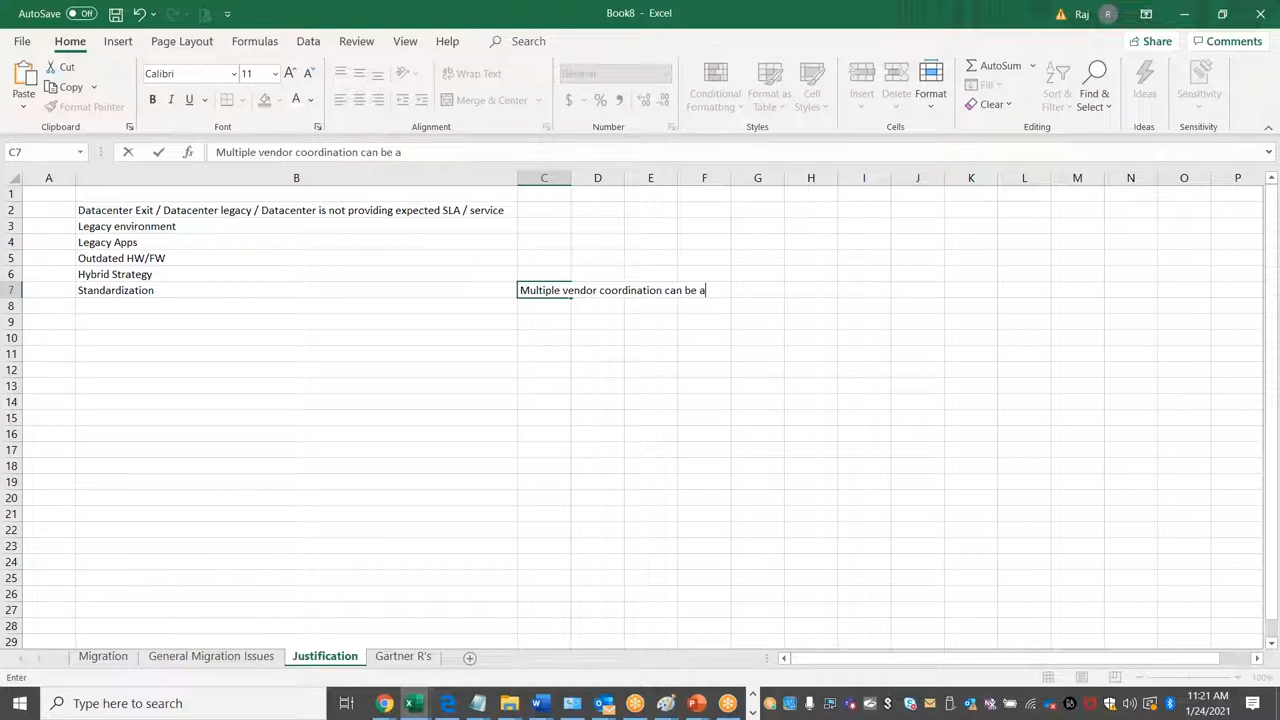 AutoSave Off
Book8 - Excel
Raj R
File Home Insert Page Layout Formulas Data Review View Help Search
Share Comments
Paste
Cut
Copy
Format Painter
Clipboard
Calibri 11
B I U
Font
Wrap Text
Merge & Center
Alignment
General
$ % ,
Number
Conditional Formatting
Format as Table
Cell Styles
Styles
Insert Delete Format
Cells
AutoSum
Fill
Clear
Sort & Filter
Find & Select
Editing
Ideas
Ideas
Sensitivity
Sensitivity
C7 fx Multiple vendor coordination can be a
A B C D E F G H I J K L M N O P
1
2 Datacenter Exit / Datacenter legacy / Datacenter is not providing expected SLA / service
3 Legacy environment
4 Legacy Apps
5 Outdated HW/FW
6 Hybrid Strategy
7 Standardization Multiple vendor coordination can be a
8
9
10
11
12
13
14
15
16
17
18
19
20
21
22
23
24
25
26
27
28
29
Migration General Migration Issues Justification Gartner R's
Enter
100%
Type here to search
11:21 AM
1/24/2021